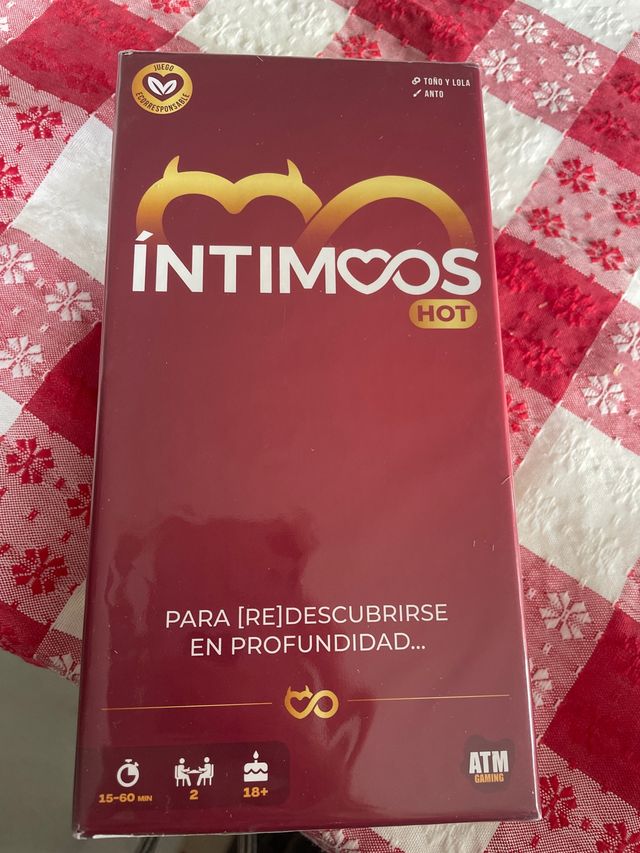 JUEGO
ECORRESPONSABLE
TOÑO Y LOLA
ANTO
ÍNTIMOOS
HOT
PARA [RE]DESCUBRIRSE
EN PROFUNDIDAD...
15-60 MIN
2
18+
ATM
GAMING